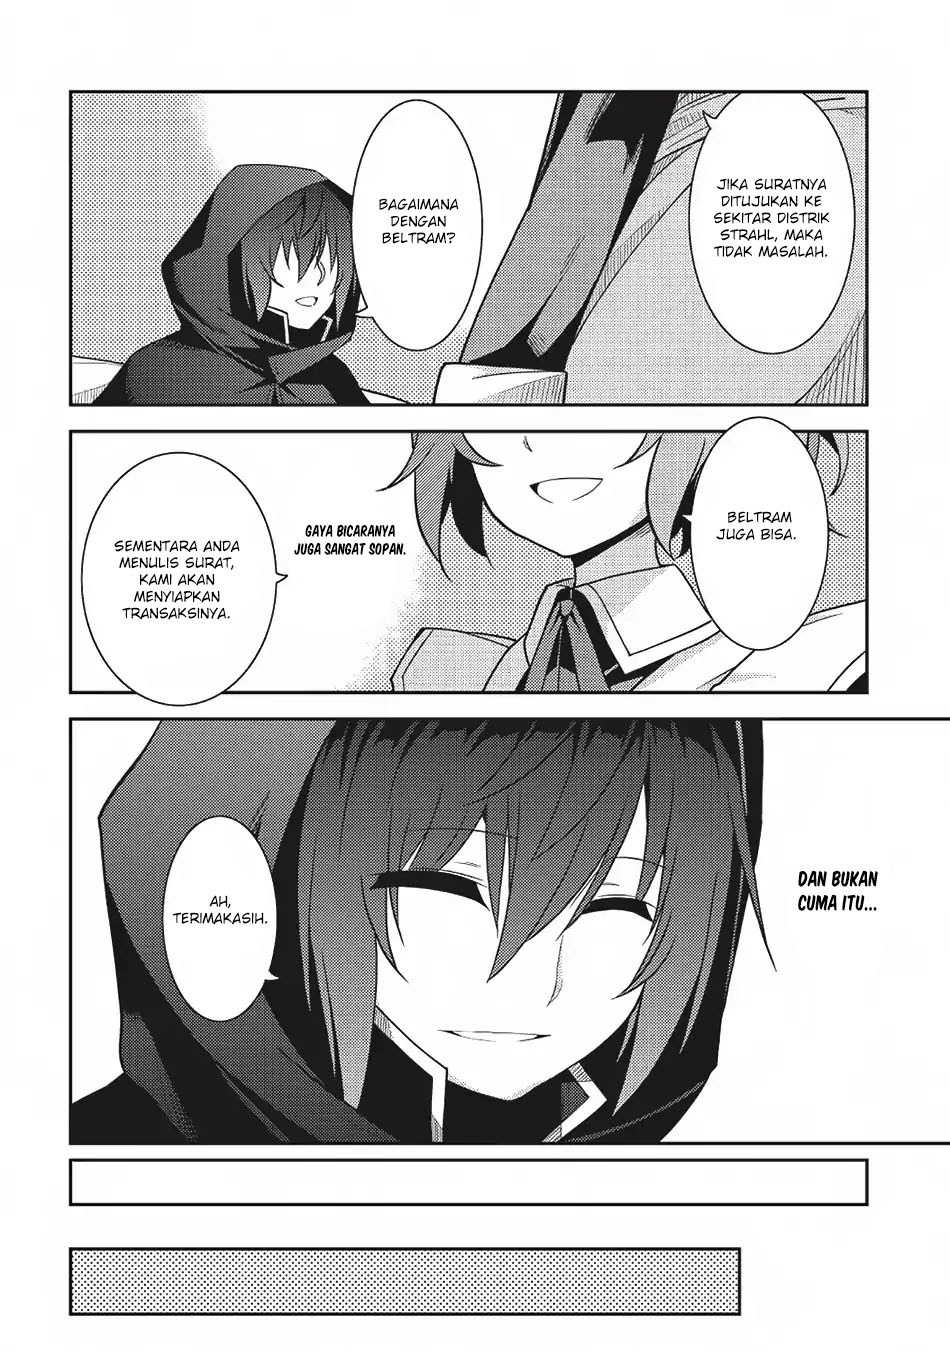 JIKA SURATNYA
DITUJUKAN KE
SEKITAR DISTRIK
STRAHL, MAKA
TIDAK MASALAH.
BAGAIMANA
DENGAN
BELTRAM?
BELTRAM
JUGA BISA.
GAYA BICARANYA
JUGA SANGAT SOPAN.
SEMENTARA ANDA
MENULIS SURAT,
KAMI AKAN
MENYIAPKAN
TRANSAKSINYA.
DAN BUKAN
CUMA ITU...
AH,
TERIMAKASIH.